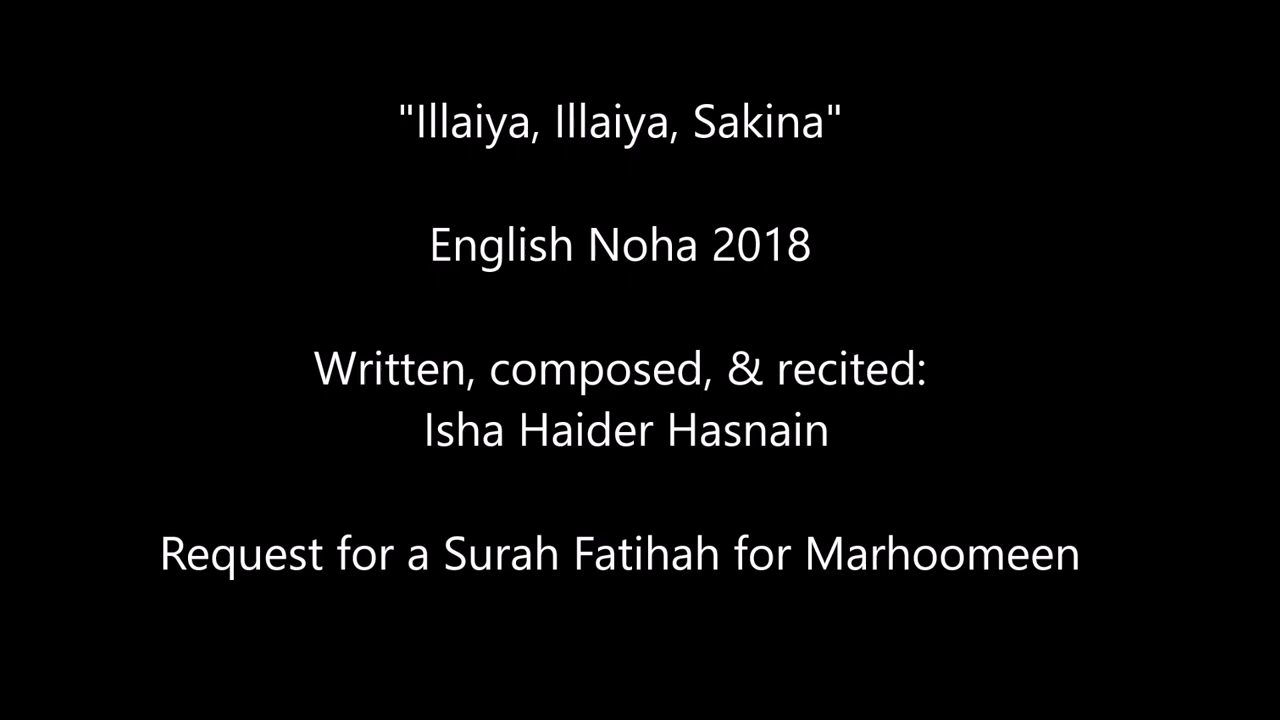 "Illaiya, Illaiya, Sakina"
English Noha 2018
Written, composed, & recited:
Isha Haider Hasnain
Request for a Surah Fatihah for Marhoomeen